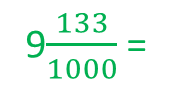 9 133/1000 =